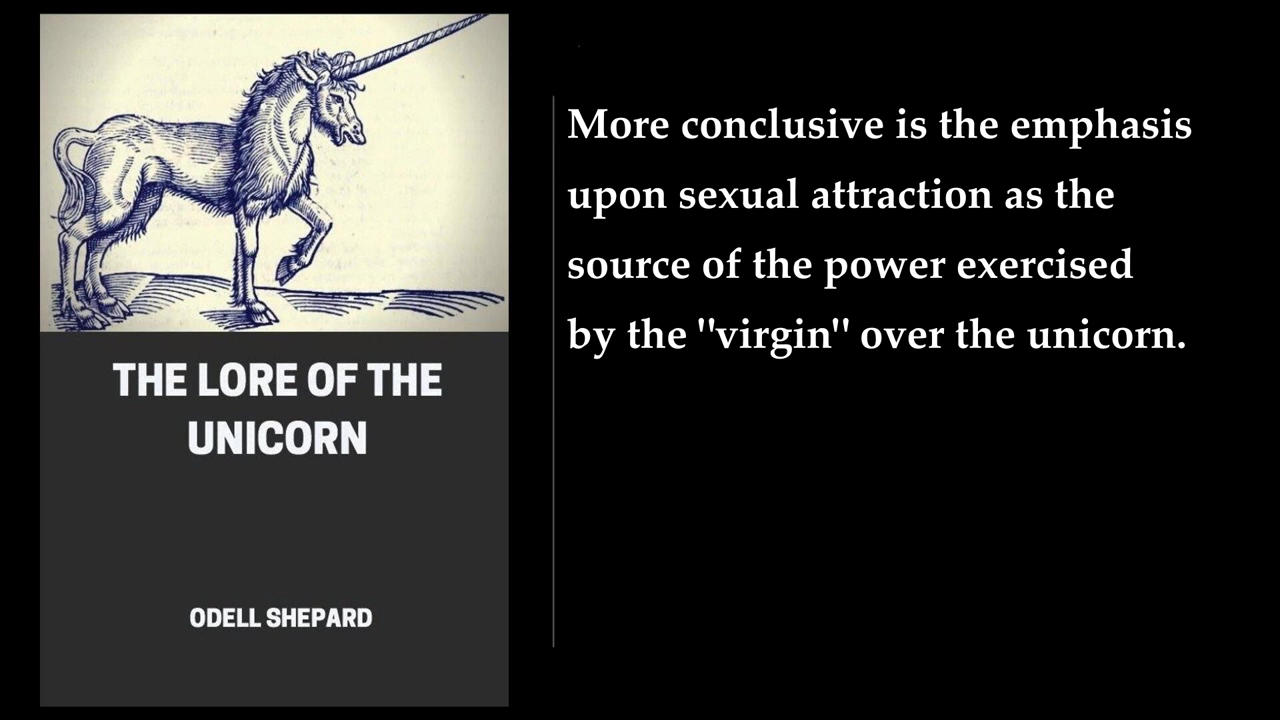 THE LORE OF THE
UNICORN
ODELL SHEPARD
More conclusive is the emphasis
upon sexual attraction as the
source of the power exercised
by the "virgin" over the unicorn.